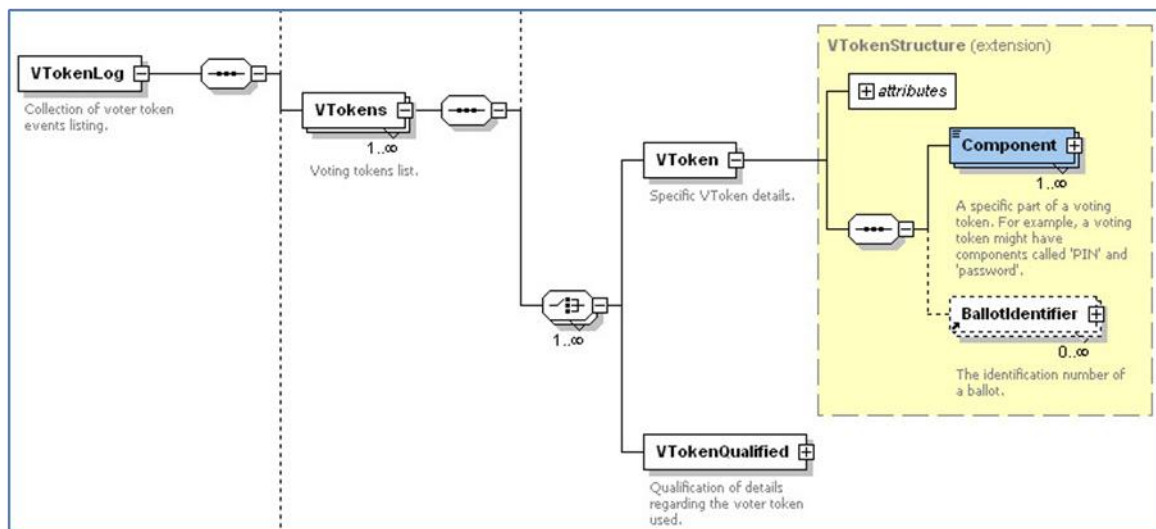 VTokenLog
Collection of voter token
events listing.
VTokens
1..∞
Voting tokens list.
1..∞
VToken
Specific VToken details.
VTokenStructure (extension)
attributes
Component
1..∞
A specific part of a voting
token. For example, a voting
token might have
components called 'PIN' and
'password'.
BallotIdentifier
0..∞
The identification number of
a ballot.
VTokenQualified
Qualification of details
regarding the voter token
used.